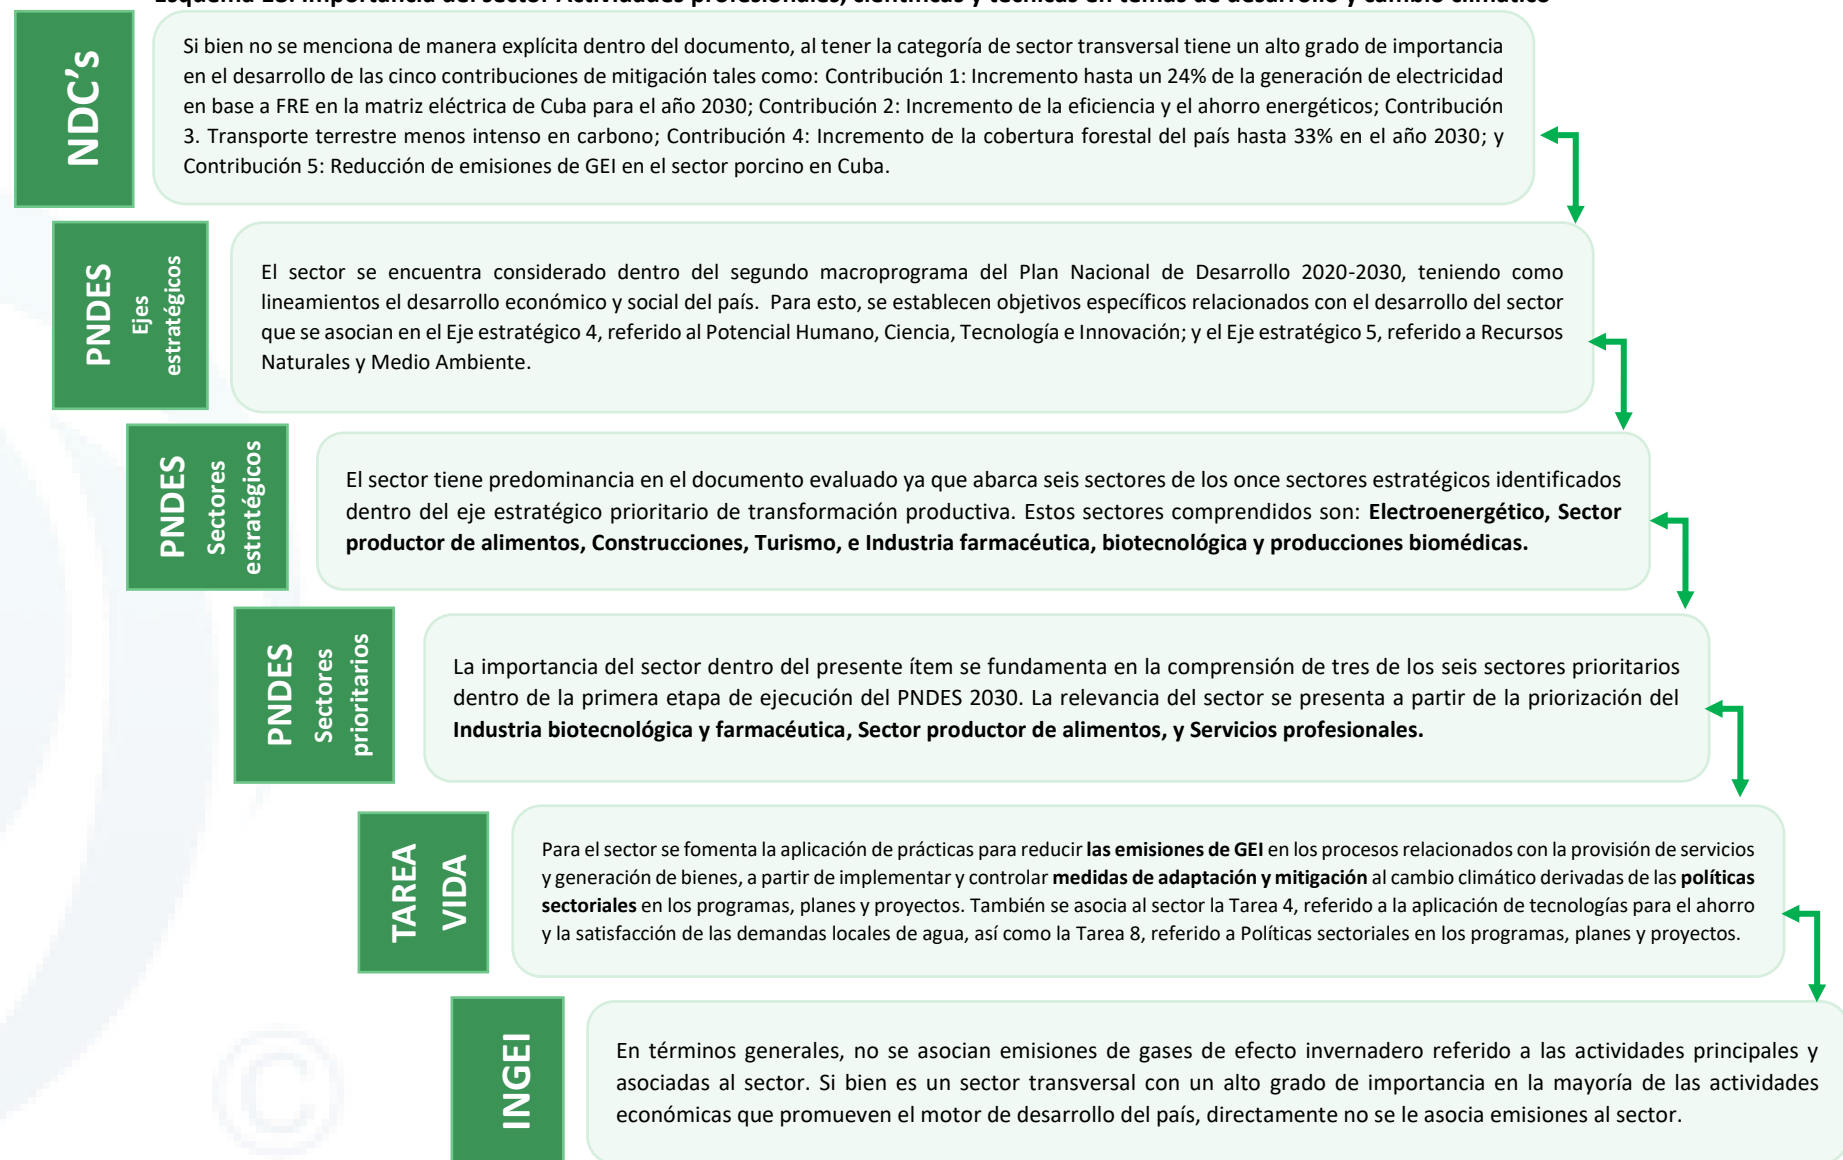 Esquema 18. Importancia del sector Actividades profesionales, científicas y técnicas en temas de desarrollo y cambio climático
NDC's
Si bien no se menciona de manera explícita dentro del documento, al tener la categoría de sector transversal tiene un alto grado de importancia
en el desarrollo de las cinco contribuciones de mitigación tales como: Contribución 1: Incremento hasta un 24% de la generación de electricidad
en base a FRE en la matriz eléctrica de Cuba para el año 2030; Contribución 2: Incremento de la eficiencia y el ahorro energéticos; Contribución
3. Transporte terrestre menos intenso en carbono; Contribución 4: Incremento de la cobertura forestal del país hasta 33% en el año 2030; y
Contribución 5: Reducción de emisiones de GEI en el sector porcino en Cuba.
PNDES
Ejes
estratégicos
El sector se encuentra considerado dentro del segundo macroprograma del Plan Nacional de Desarrollo 2020-2030, teniendo como
lineamientos el desarrollo económico y social del país. Para esto, se establecen objetivos específicos relacionados con el desarrollo del sector
que se asocian en el Eje estratégico 4, referido al Potencial Humano, Ciencia, Tecnología e Innovación; y el Eje estratégico 5, referido a Recursos
Naturales y Medio Ambiente.
PNDES
Sectores
estratégicos
El sector tiene predominancia en el documento evaluado ya que abarca seis sectores de los once sectores estratégicos identificados
dentro del eje estratégico prioritario de transformación productiva. Estos sectores comprendidos son: Electroenergético, Sector
productor de alimentos, Construcciones, Turismo, e Industria farmacéutica, biotecnológica y producciones biomédicas.
PNDES
Sectores
prioritarios
La importancia del sector dentro del presente ítem se fundamenta en la comprensión de tres de los seis sectores prioritarios
dentro de la primera etapa de ejecución del PNDES 2030. La relevancia del sector se presenta a partir de la priorización del
Industria biotecnológica y farmacéutica, Sector productor de alimentos, y Servicios profesionales.
TAREA
VIDA
Para el sector se fomenta la aplicación de prácticas para reducir las emisiones de GEI en los procesos relacionados con la provisión de servicios
y generación de bienes, a partir de implementar y controlar medidas de adaptación y mitigación al cambio climático derivadas de las políticas
sectoriales en los programas, planes y proyectos. También se asocia al sector la Tarea 4, referido a la aplicación de tecnologías para el ahorro
y la satisfacción de las demandas locales de agua, así como la Tarea 8, referido a Políticas sectoriales en los programas, planes y proyectos.
INGEI
En términos generales, no se asocian emisiones de gases de efecto invernadero referido a las actividades principales y
asociadas al sector. Si bien es un sector transversal con un alto grado de importancia en la mayoría de las actividades
económicas que promueven el motor de desarrollo del país, directamente no se le asocia emisiones al sector.
©